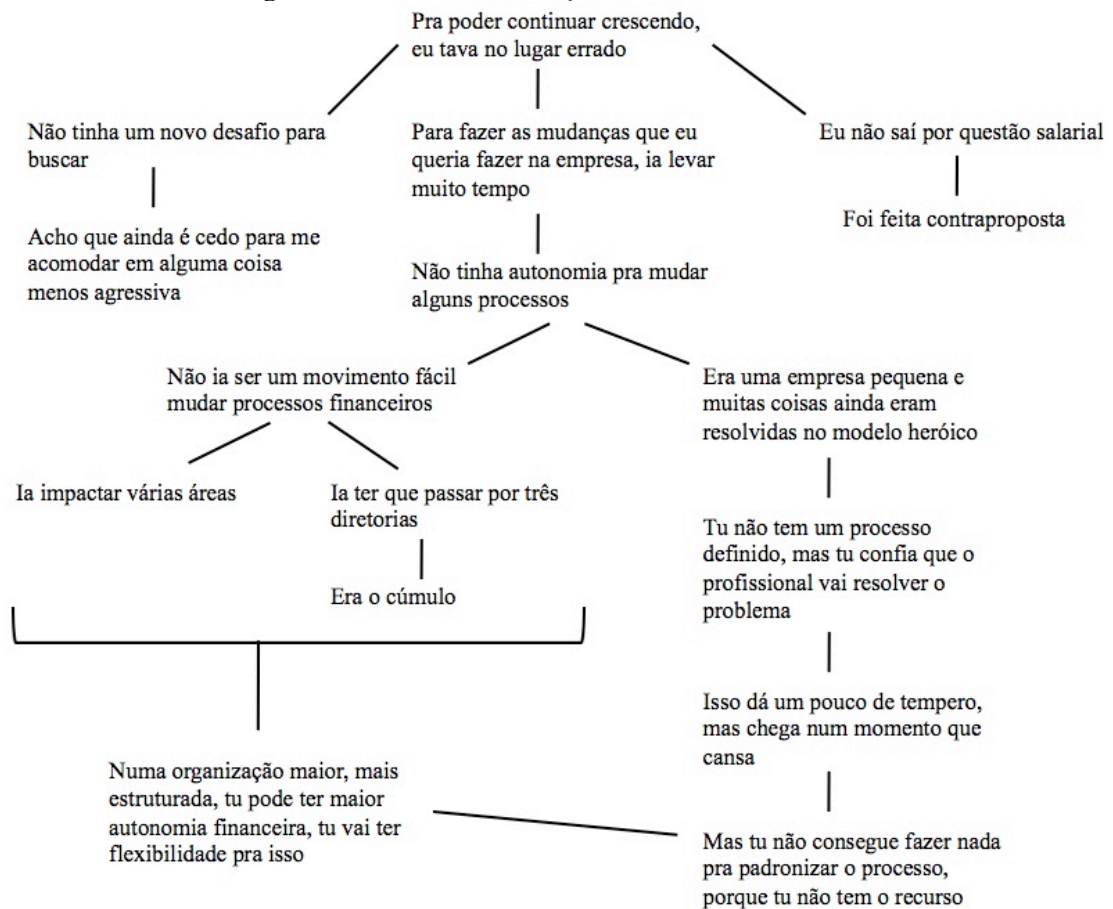 Pra poder continuar crescendo,
eu tava no lugar errado
Não tinha um novo desafio para
buscar
Para fazer as mudanças que eu
queria fazer na empresa, ia levar
muito tempo
Eu não saí por questão salarial
Acho que ainda é cedo para me
acomodar em alguma coisa
menos agressiva
Foi feita contraproposta
Não tinha autonomia pra mudar
alguns processos
Não ia ser um movimento fácil
mudar processos financeiros
Era uma empresa pequena e
muitas coisas ainda eram
resolvidas no modelo heróico
Ia impactar várias áreas
Ia ter que passar por três
diretorias
Era o cúmulo
Tu não tem um processo
definido, mas tu confia que o
profissional vai resolver o
problema
Isso dá um pouco de tempero,
mas chega num momento que
cansa
Numa organização maior, mais
estruturada, tu pode ter maior
autonomia financeira, tu vai ter
flexibilidade pra isso
Mas tu não consegue fazer nada
pra padronizar o processo,
porque tu não tem o recurso